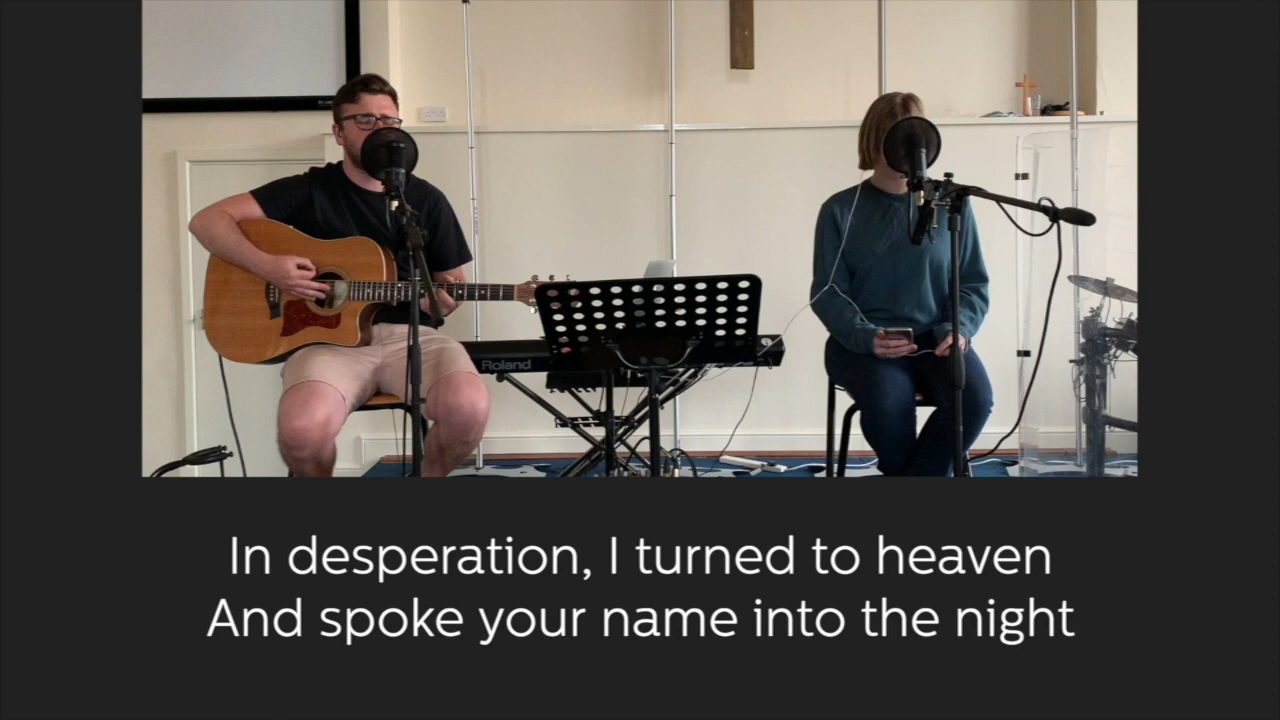 Roland
In desperation, I turned to heaven
And spoke your name into the night